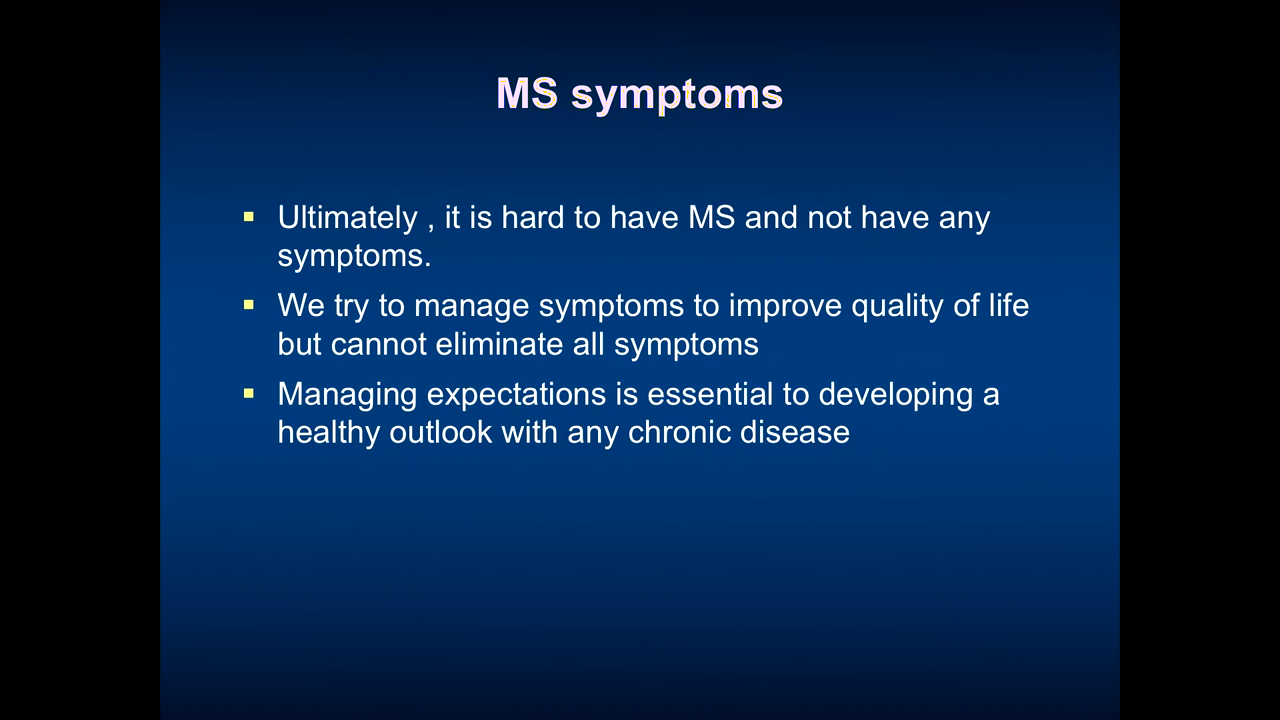 MS symptoms
▪ Ultimately , it is hard to have MS and not have any
symptoms.
▪ We try to manage symptoms to improve quality of life
but cannot eliminate all symptoms
▪ Managing expectations is essential to developing a
healthy outlook with any chronic disease